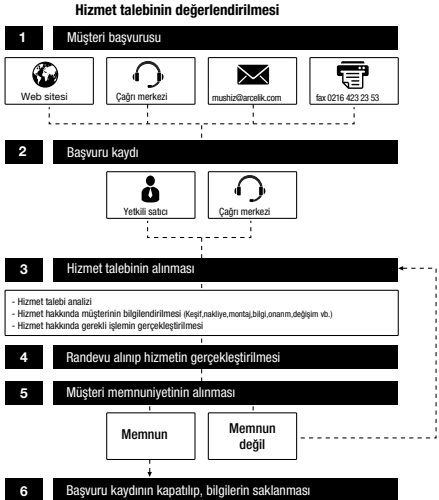 Hizmet talebinin değerlendirilmesi
1 Müşteri başvurusu
Web sitesi
Çağrı merkezi
mushiz@arcelik.com
fax 0216 423 23 53
2 Başvuru kaydı
Yetkili satıcı
Çağrı merkezi
3 Hizmet talebinin alınması
- Hizmet talebi analizi
- Hizmet hakkında müşterinin bilgilendirilmesi (Keşif,nakliye,montaj,bilgi,onarım,değişim vb.)
- Hizmet hakkında gerekli işlemin gerçekleştirilmesi
4 Randevu alınıp hizmetin gerçekleştirilmesi
5 Müşteri memnuniyetinin alınması
Memnun
Memnun
değil
6 Başvuru kaydının kapatılıp, bilgilerin saklanması